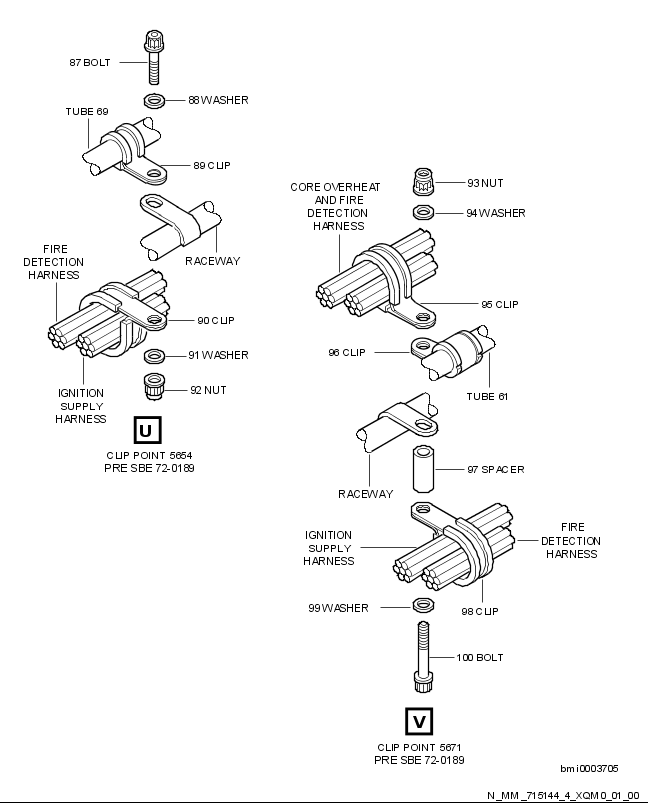 87 BOLT
88 WASHER
TUBE 69
89 CLIP
RACEWAY
FIRE
DETECTION
HARNESS
90 CLIP
91 WASHER
92 NUT
IGNITION
SUPPLY
HARNESS
U
CLIP POINT 5654
PRE SBE 72-0189
93 NUT
CORE OVERHEAT
AND FIRE
DETECTION
HARNESS
94 WASHER
95 CLIP
96 CLIP
TUBE 61
97 SPACER
RACEWAY
IGNITION
SUPPLY
HARNESS
FIRE
DETECTION
HARNESS
99 WASHER
98 CLIP
100 BOLT
V
CLIP POINT 5671
PRE SBE 72-0189
bmi0003705
N_MM_715144_4_XQM0_01_00